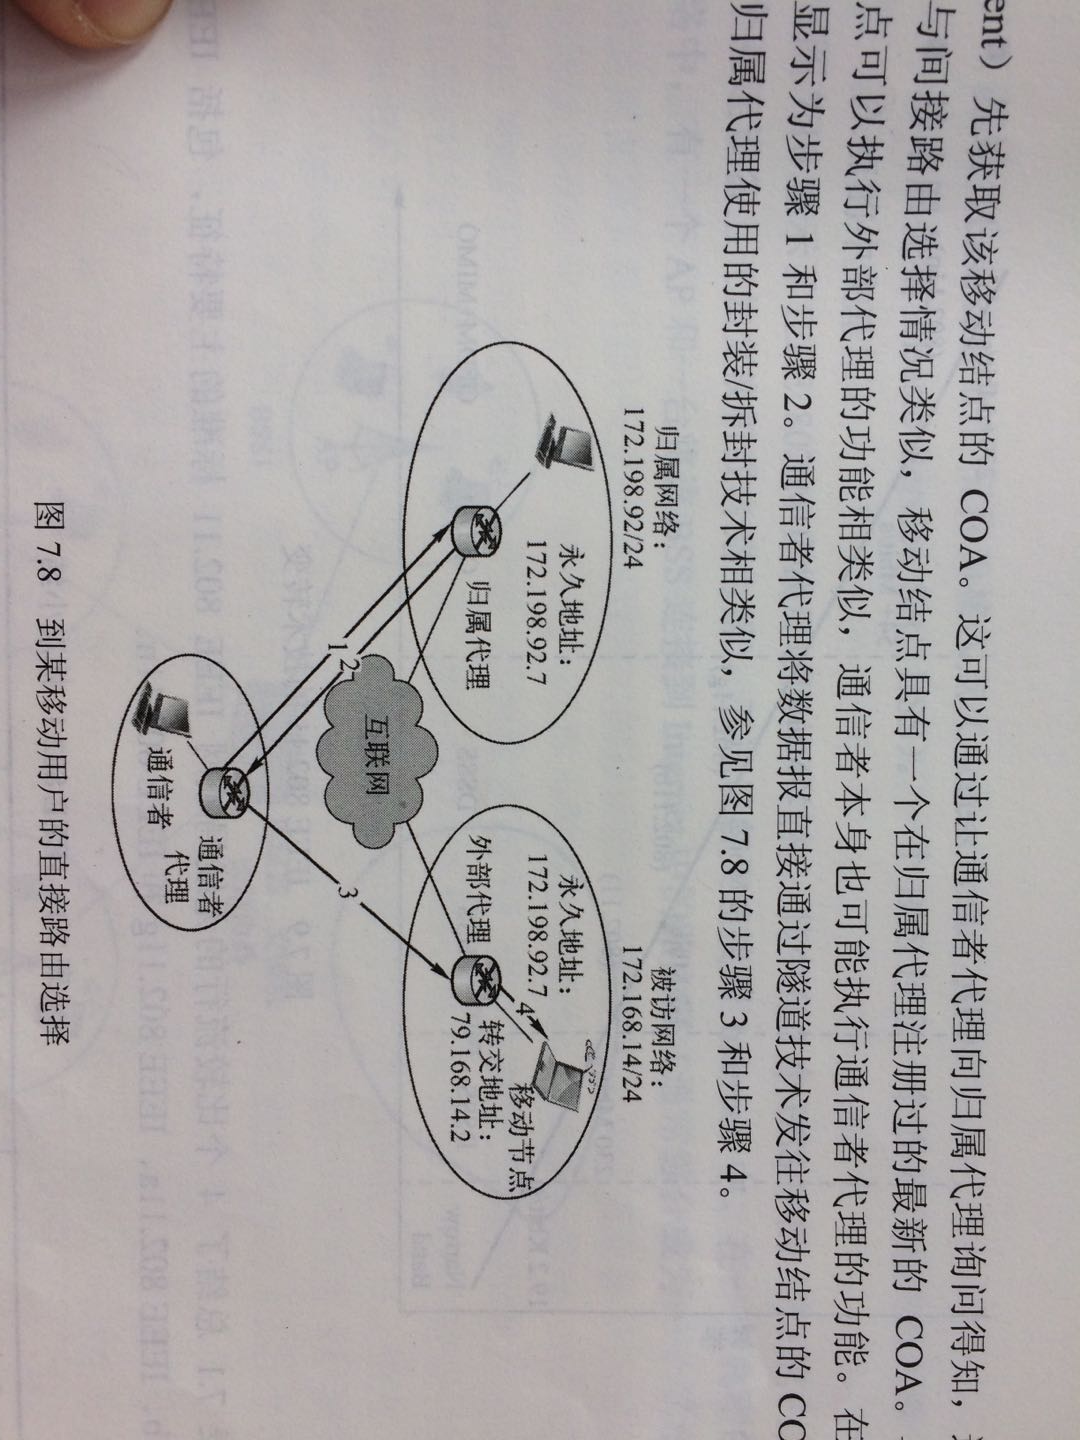 ent）先获取该移动结点的 COA。这可以通过让通信者代理向归属代理询问得知，
与间接路由选择情况类似，移动结点具有一个在归属代理注册过的最新的 COA。
点可以执行外部代理的功能相类似，通信者本身也可能执行通信者代理的功能。在
显示为步骤 1 和步骤 2。通信者代理将数据报直接通过隧道技术发往移动结点的 CO
归属代理使用的封装/拆封技术相类似，参见图 7.8 的步骤 3 和步骤 4。
归属网络：
172.198.92/24
永久地址：
172.198.92.7
归属代理
被访网络：
172.168.14/24
永久地址：
172.198.92.7
外部代理
移动节点
转交地址：
79.168.14.2
互联网
1
2
3
4
通信者
代理
通信者
图 7.8 到某移动用户的直接路由选择